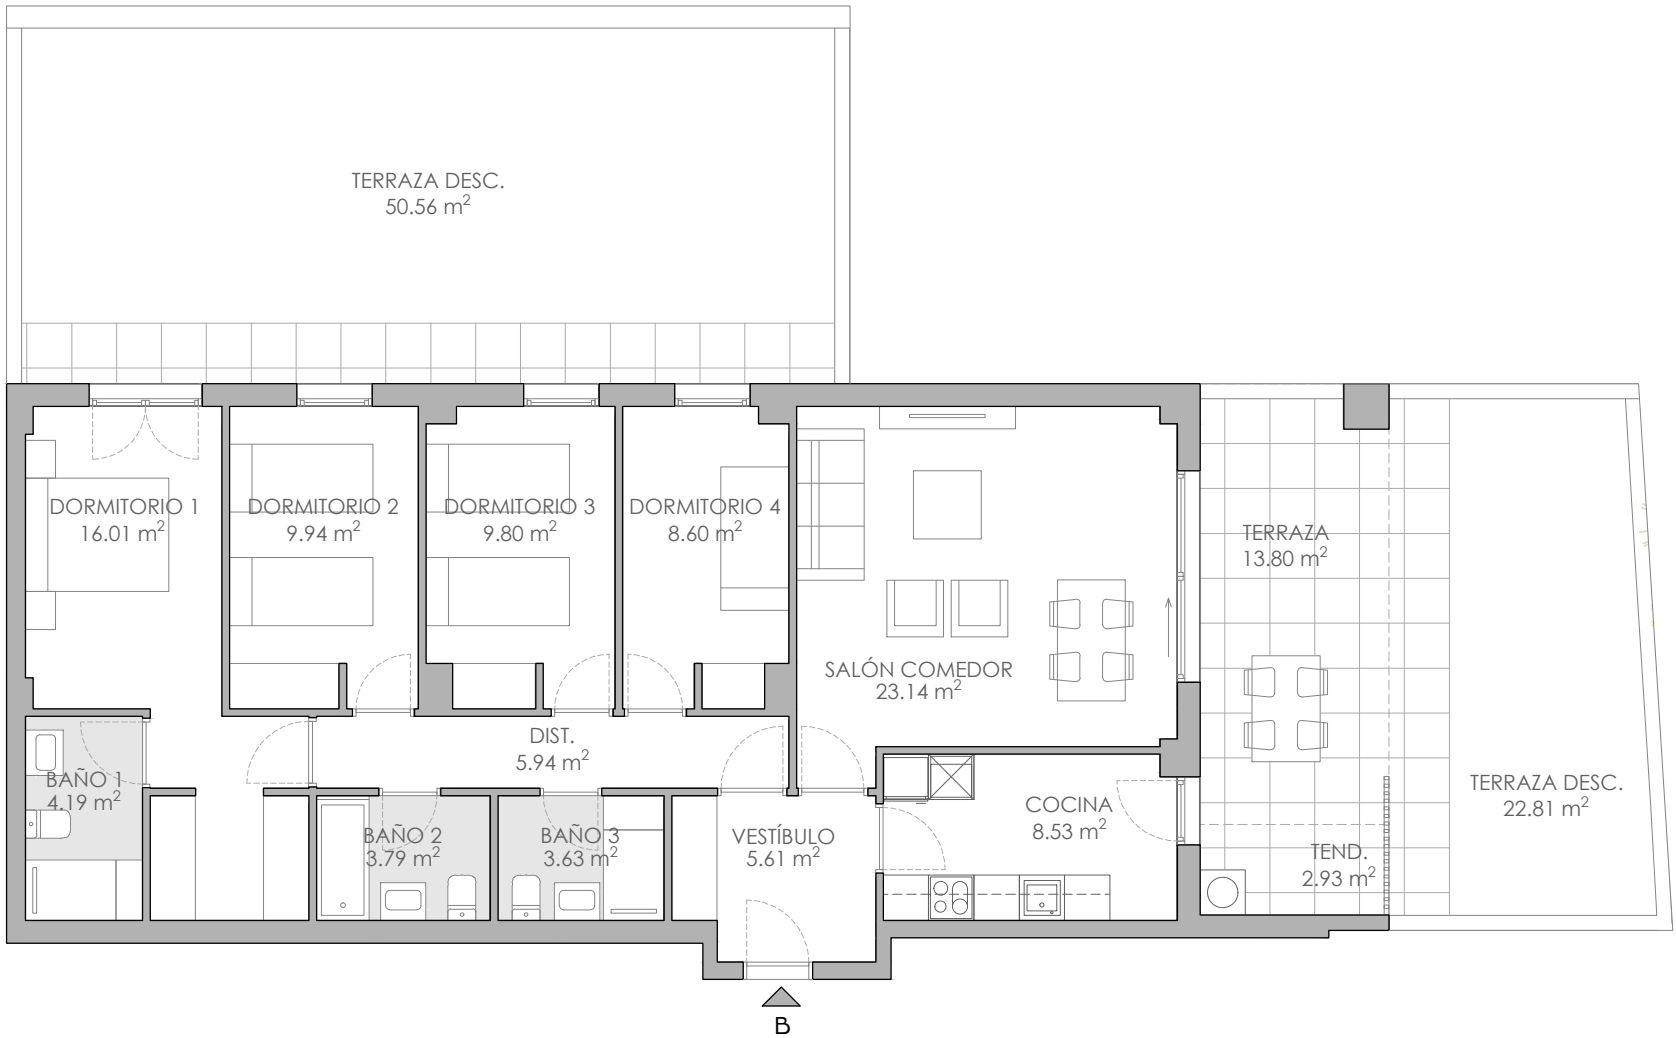 TERRAZA DESC.
50.56 m²
DORMITORIO 1
16.01 m²
DORMITORIO 2
9.94 m²
DORMITORIO 3
9.80 m²
DORMITORIO 4
8.60 m²
TERRAZA
13.80 m²
SALÓN COMEDOR
23.14 m²
DIST.
5.94 m²
BAÑO 1
4.19 m²
BAÑO 2
3.79 m²
BAÑO 3
3.63 m²
VESTÍBULO
5.61 m²
COCINA
8.53 m²
TEND.
2.93 m²
TERRAZA DESC.
22.81 m²
B